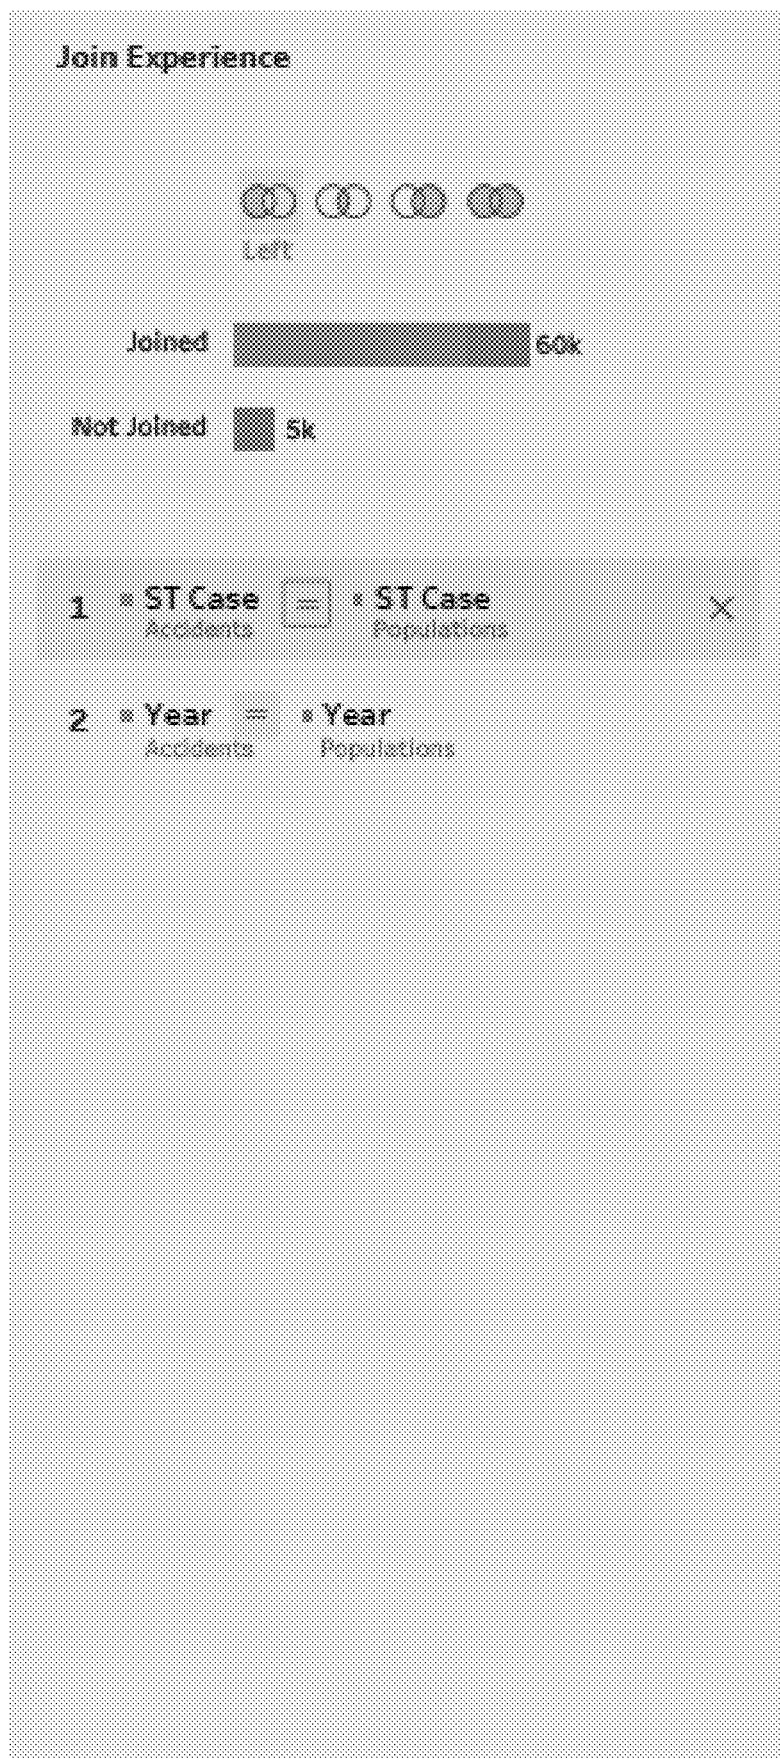 Join Experience
Left
Joined 60k
Not Joined 5k
1 ST Case = ST Case ×
Accidents Populations
2 Year = Year
Accidents Populations